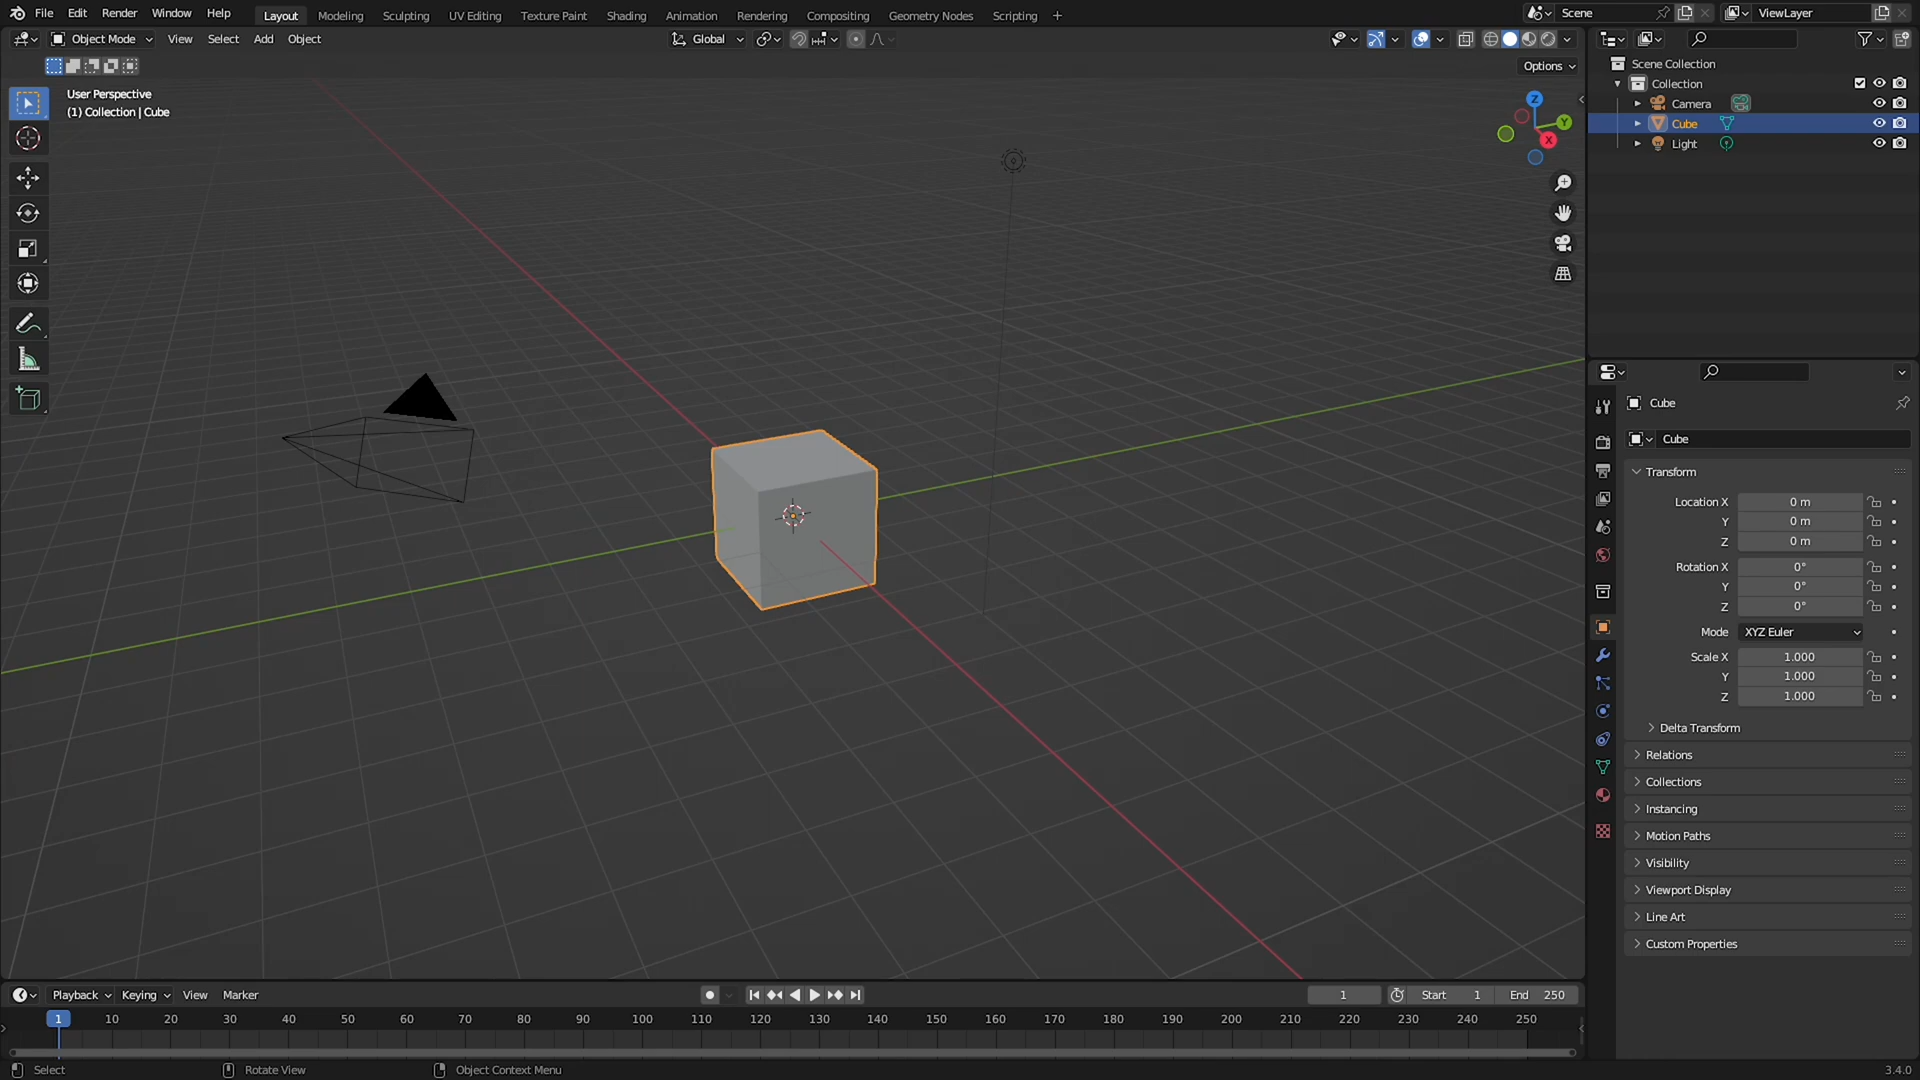 File Edit Render Window Help Layout Modeling Sculpting UV Editing Texture Paint Shading Animation Rendering Compositing Geometry Nodes Scripting + Scene ViewLayer
Object Mode View Select Add Object Global
Options
User Perspective
(1) Collection | Cube
Z
Y
X
Scene Collection
Collection
Camera
Cube
Light
Cube
Cube
Transform
Location X 0 m
Y 0 m
Z 0 m
Rotation X 0°
Y 0°
Z 0°
Mode XYZ Euler
Scale X 1.000
Y 1.000
Z 1.000
Delta Transform
Relations
Collections
Instancing
Motion Paths
Visibility
Viewport Display
Line Art
Custom Properties
Playback Keying View Marker 1 Start 1 End 250
1 10 20 30 40 50 60 70 80 90 100 110 120 130 140 150 160 170 180 190 200 210 220 230 240 250
Select Rotate View Object Context Menu 3.4.0